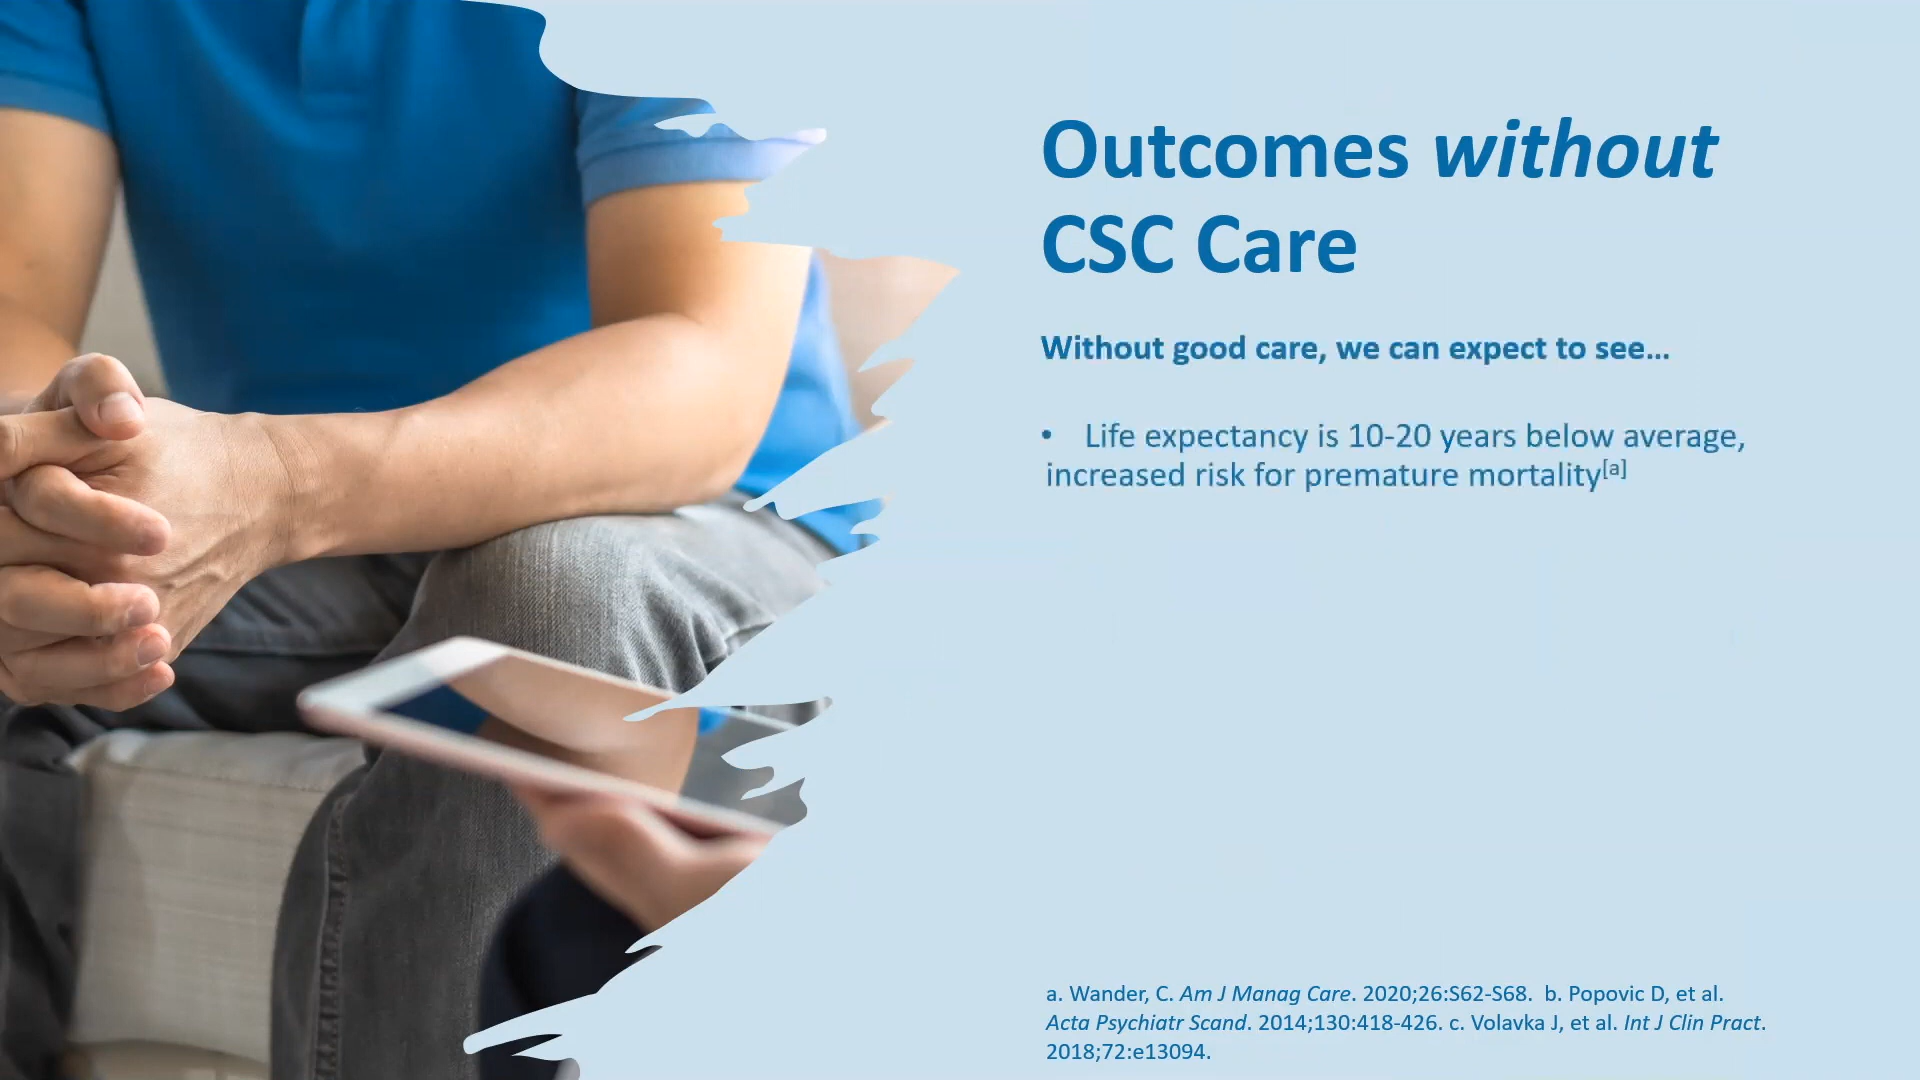 Outcomes without
CSC Care
Without good care, we can expect to see…
• Life expectancy is 10-20 years below average,
increased risk for premature mortality[a]
a. Wander, C. Am J Manag Care. 2020;26:S62-S68. b. Popovic D, et al.
Acta Psychiatr Scand. 2014;130:418-426. c. Volavka J, et al. Int J Clin Pract.
2018;72:e13094.